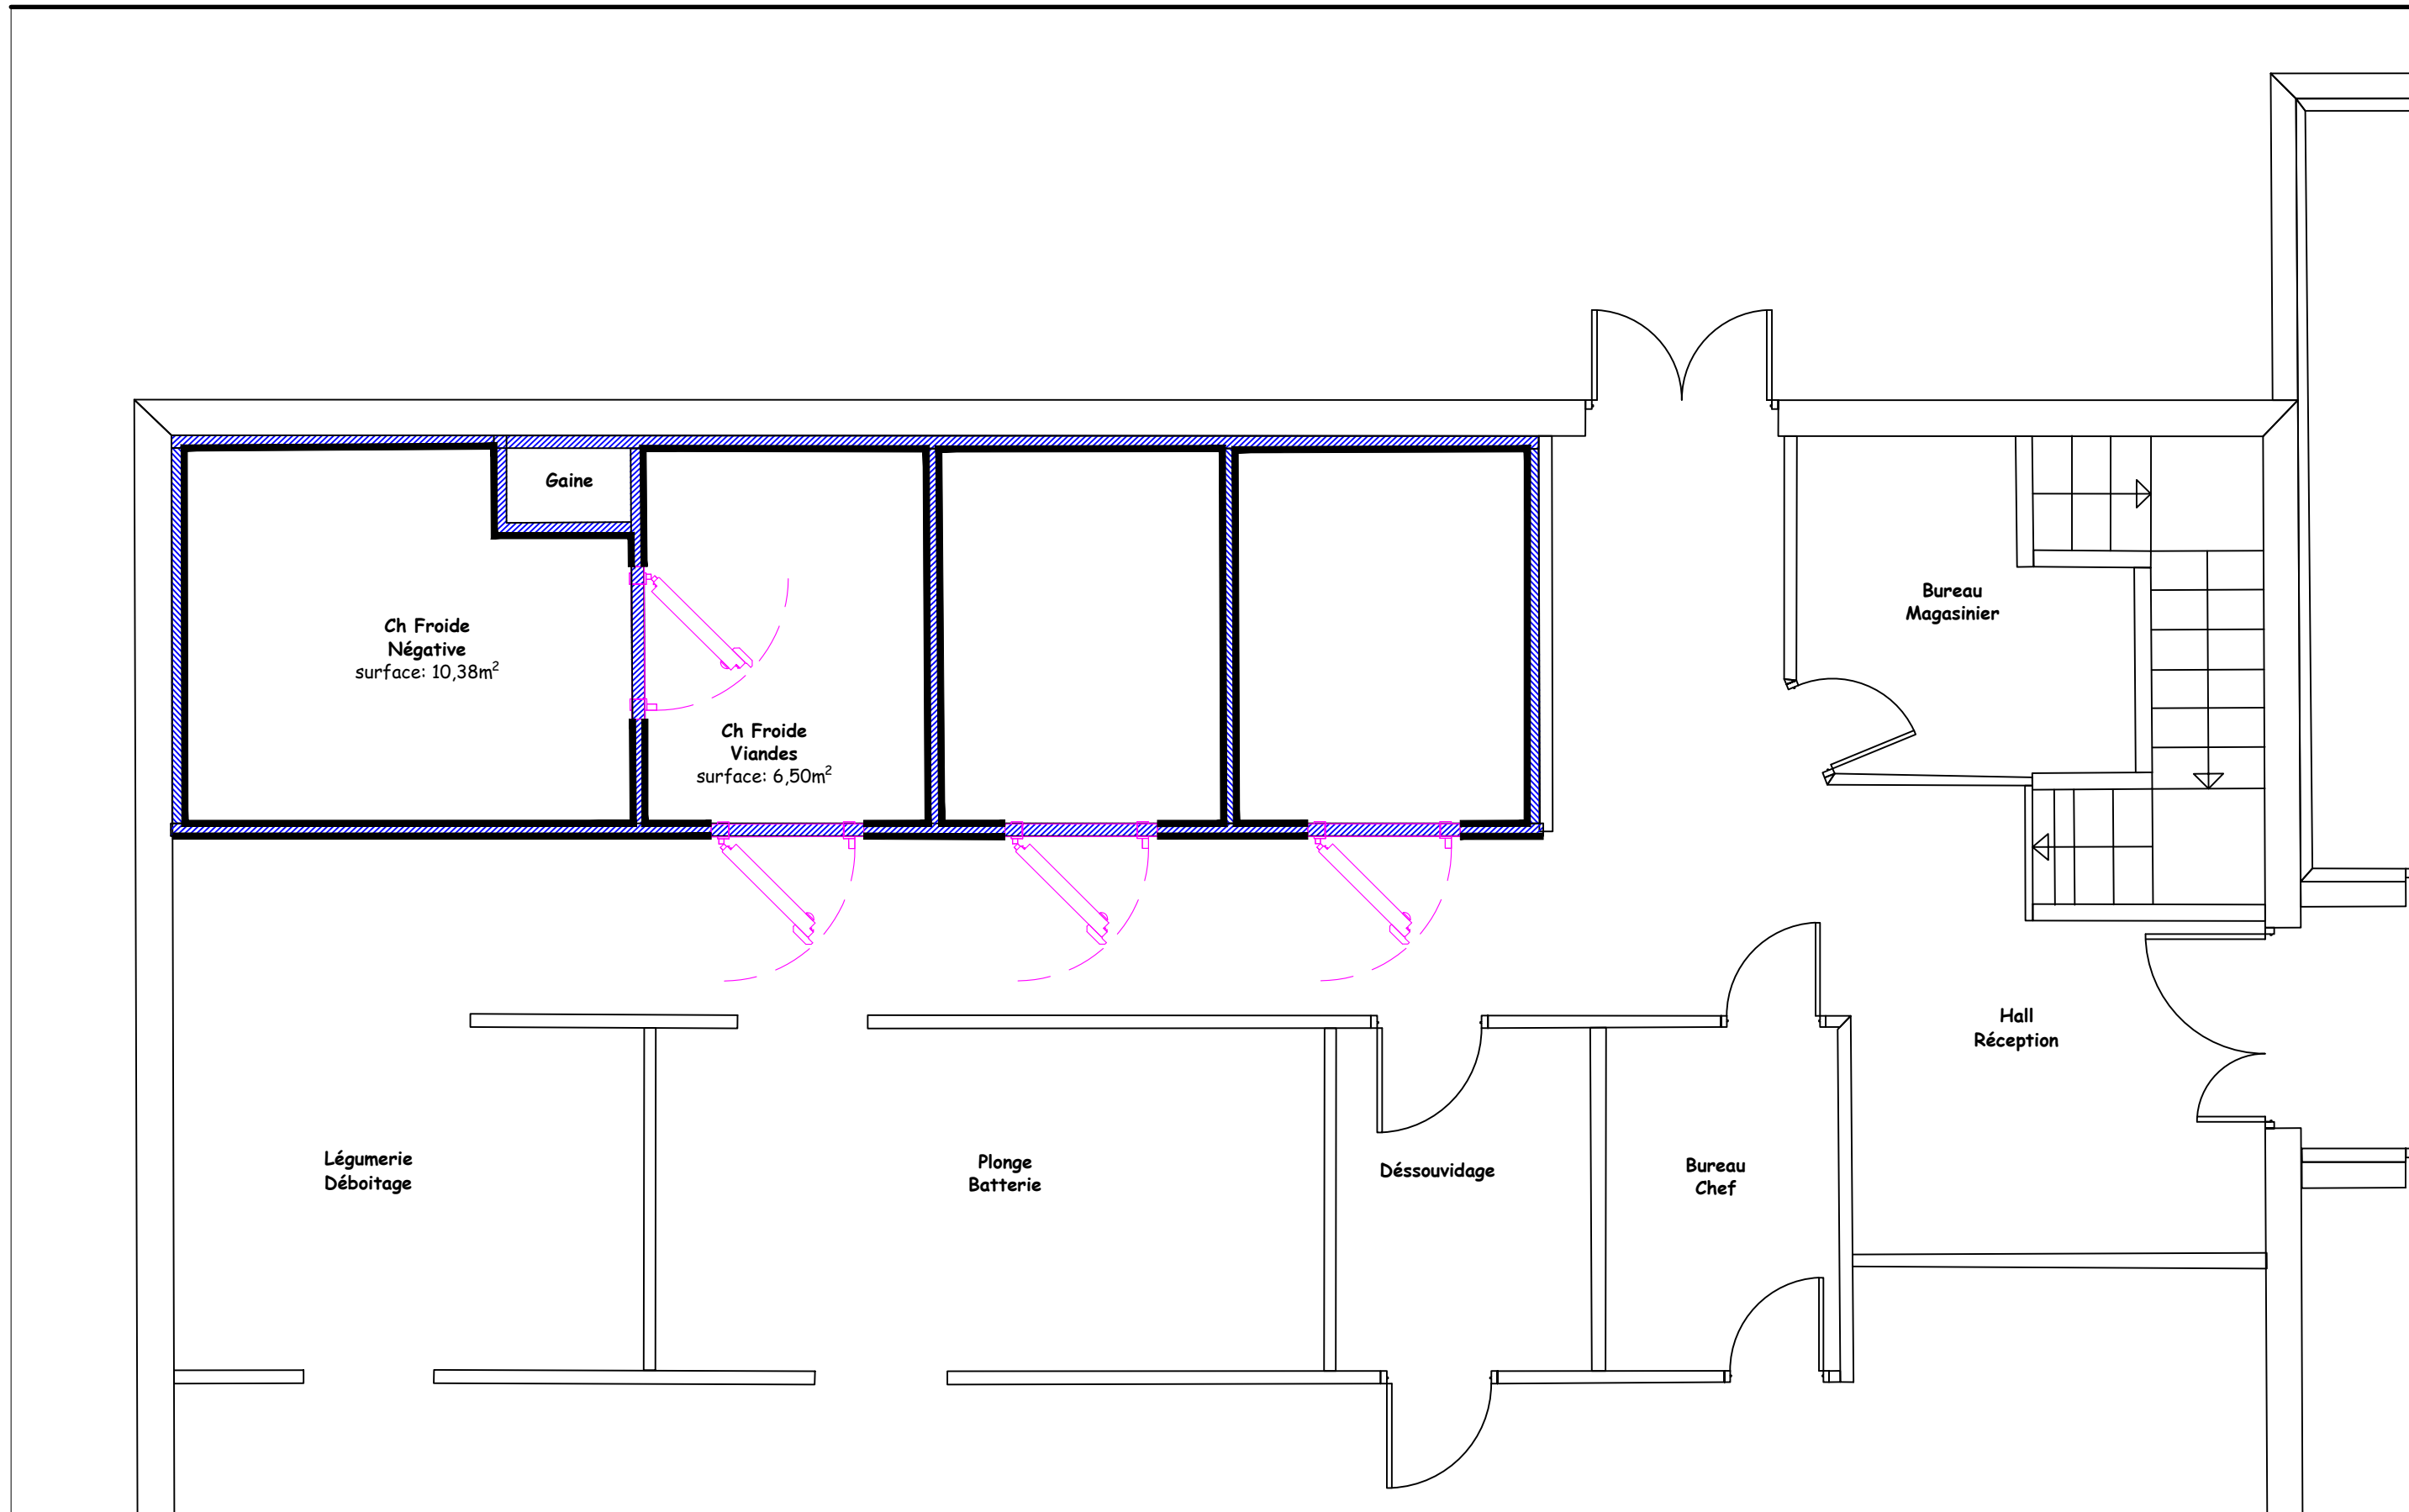 Gaine
Ch Froide
Négative
surface: 10,38m²
Ch Froide
Viandes
surface: 6,50m²
Bureau
Magasinier
Hall
Réception
Légumerie
Déboitage
Plonge
Batterie
Déssouvidage
Bureau
Chef